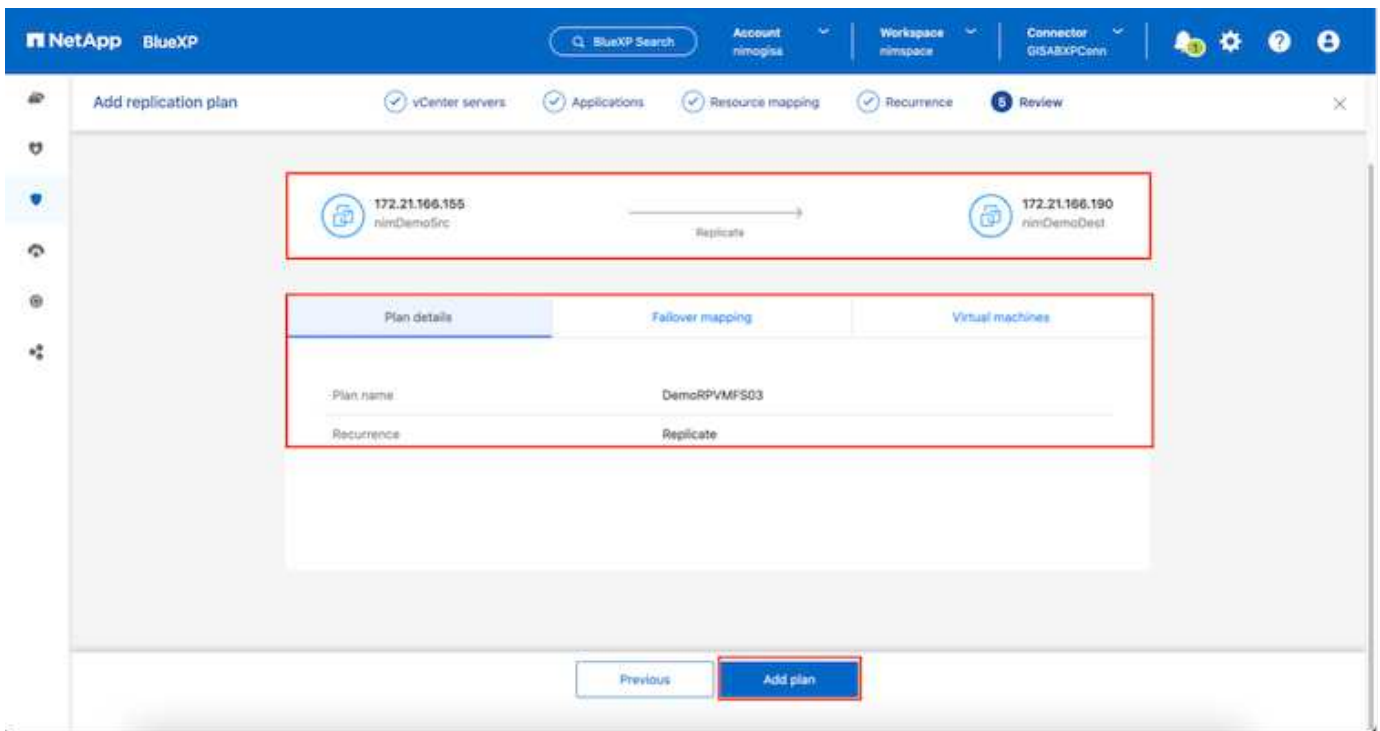 NetApp BlueXP BlueXP Search Account Workspace Connector
nimogisa nimspace GISABXPConn 1
Add replication plan vCenter servers Applications Resource mapping Recurrence 5 Review
172.21.166.155 172.21.166.190
nimDemoSrc Replicate nimDemoDest
Plan details Failover mapping Virtual machines
Plan name DemoRPVMFS03
Recurrence Replicate
Previous Add plan